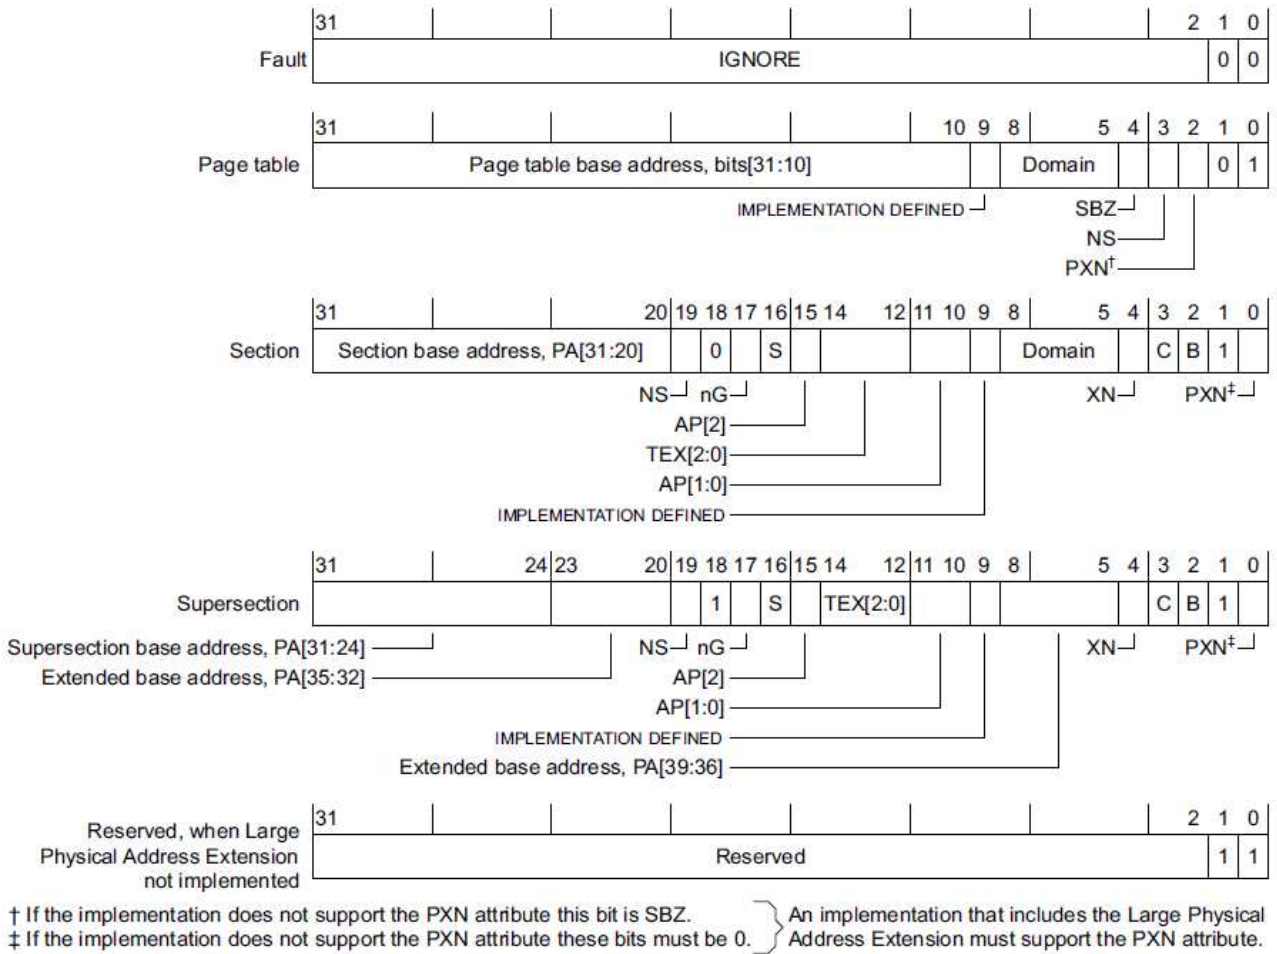 31 2 1 0
Fault IGNORE 0 0
31 10 9 8 5 4 3 2 1 0
Page table Page table base address, bits[31:10] Domain 0 1
IMPLEMENTATION DEFINED SBZ
NS
PXN†
31 20 19 18 17 16 15 14 12 11 10 9 8 5 4 3 2 1 0
Section Section base address, PA[31:20] 0 S Domain C B 1
NS nG XN PXN‡
AP[2]
TEX[2:0]
AP[1:0]
IMPLEMENTATION DEFINED
31 24 23 20 19 18 17 16 15 14 12 11 10 9 8 5 4 3 2 1 0
Supersection 1 S TEX[2:0] C B 1
Supersection base address, PA[31:24] NS nG XN PXN‡
Extended base address, PA[35:32] AP[2]
AP[1:0]
IMPLEMENTATION DEFINED
Extended base address, PA[39:36]
31 2 1 0
Reserved, when Large
Physical Address Extension Reserved 1 1
not implemented
† If the implementation does not support the PXN attribute this bit is SBZ. An implementation that includes the Large Physical
‡ If the implementation does not support the PXN attribute these bits must be 0. Address Extension must support the PXN attribute.